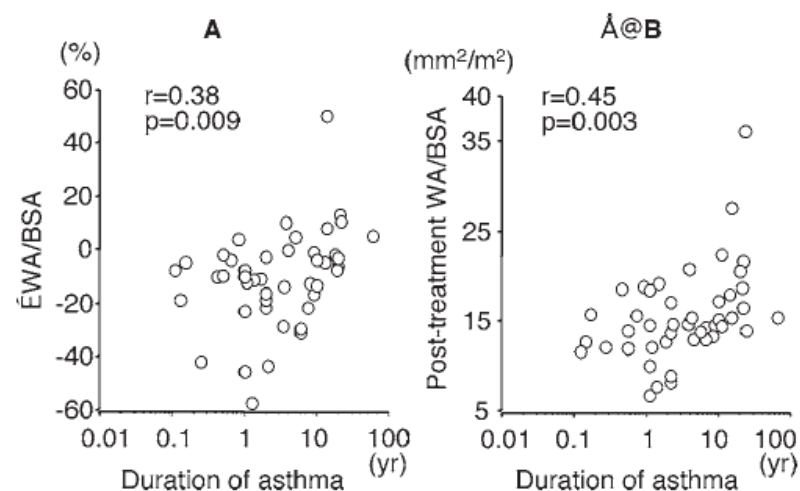 A
(%)
r=0.38
p=0.009
60
40
20
0
-20
-40
-60
ÉWA/BSA
0.01 0.1 1 10 100
(yr)
Duration of asthma
Å@B
(mm²/m²)
r=0.45
p=0.003
40
35
25
15
5
Post-treatment WA/BSA
0.01 0.1 1 10 100
(yr)
Duration of asthma